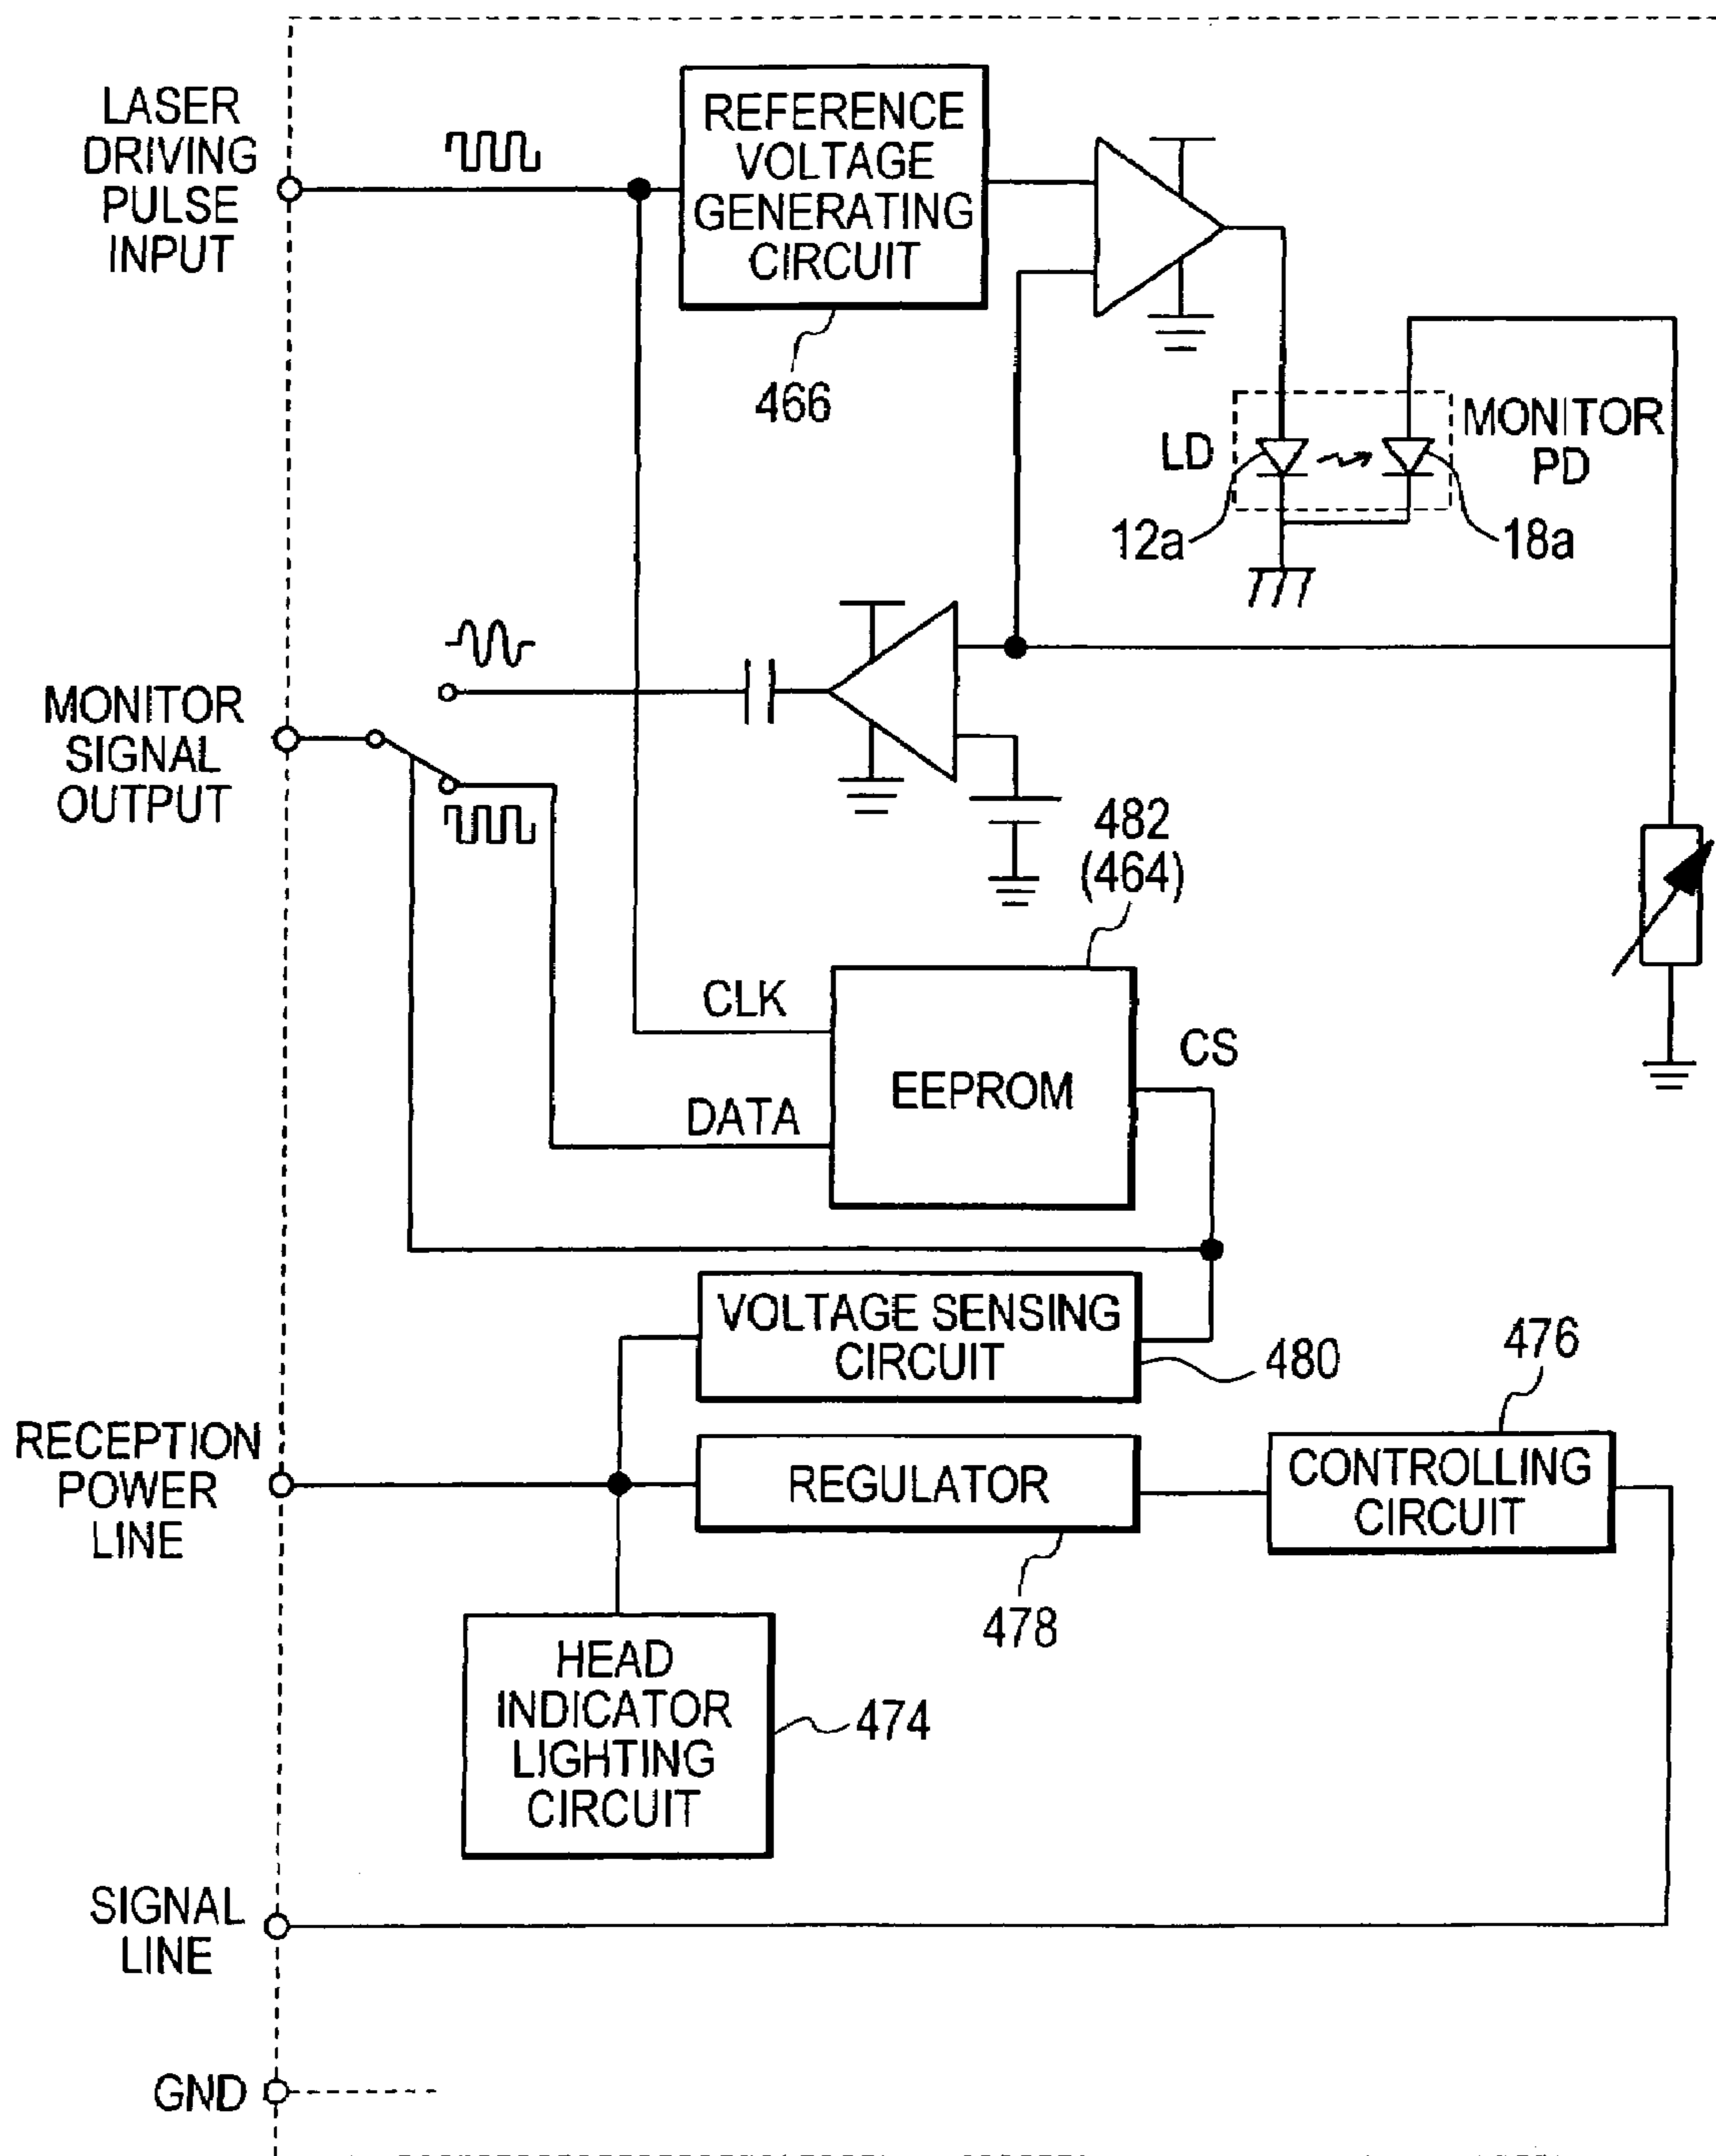 LASER
DRIVING
PULSE
INPUT
REFERENCE
VOLTAGE
GENERATING
CIRCUIT
466
LD
MONITOR
PD
12a
18a
MONITOR
SIGNAL
OUTPUT
482
(464)
CLK
DATA
EEPROM
CS
VOLTAGE SENSING
CIRCUIT
480
476
RECEPTION
POWER
LINE
REGULATOR
478
CONTROLLING
CIRCUIT
HEAD
INDICATOR
LIGHTING
CIRCUIT
474
SIGNAL
LINE
GND